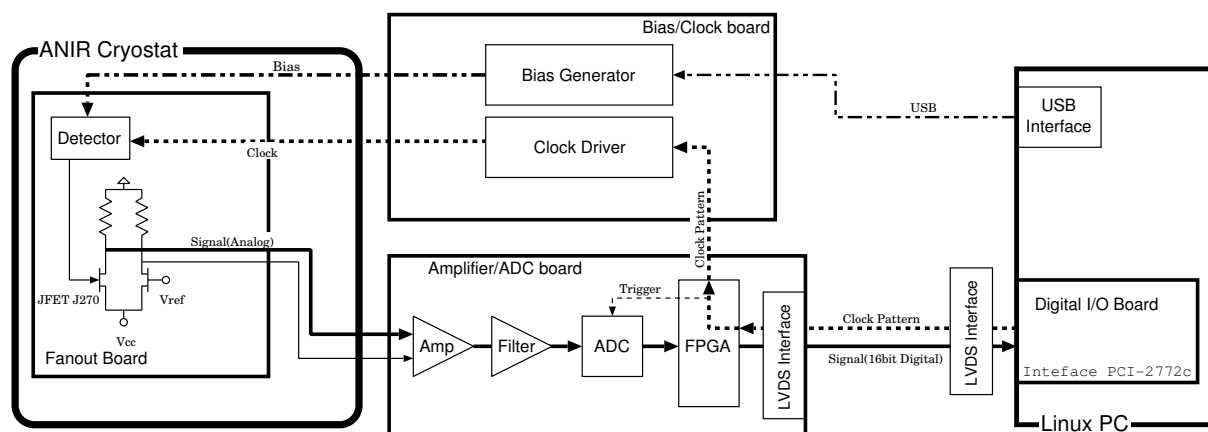 ANIR Cryostat
Bias/Clock board
Bias
Bias Generator
USB
USB
Interface
Detector
Clock
Clock Driver
Clock Pattern
Signal(Analog)
JFET J270
Vref
Vcc
Fanout Board
Amplifier/ADC board
Trigger
Amp
Filter
ADC
FPGA
LVDS Interface
Clock Pattern
Signal(16bit Digital)
LVDS Interface
Digital I/O Board
Inteface PCI-2772c
Linux PC